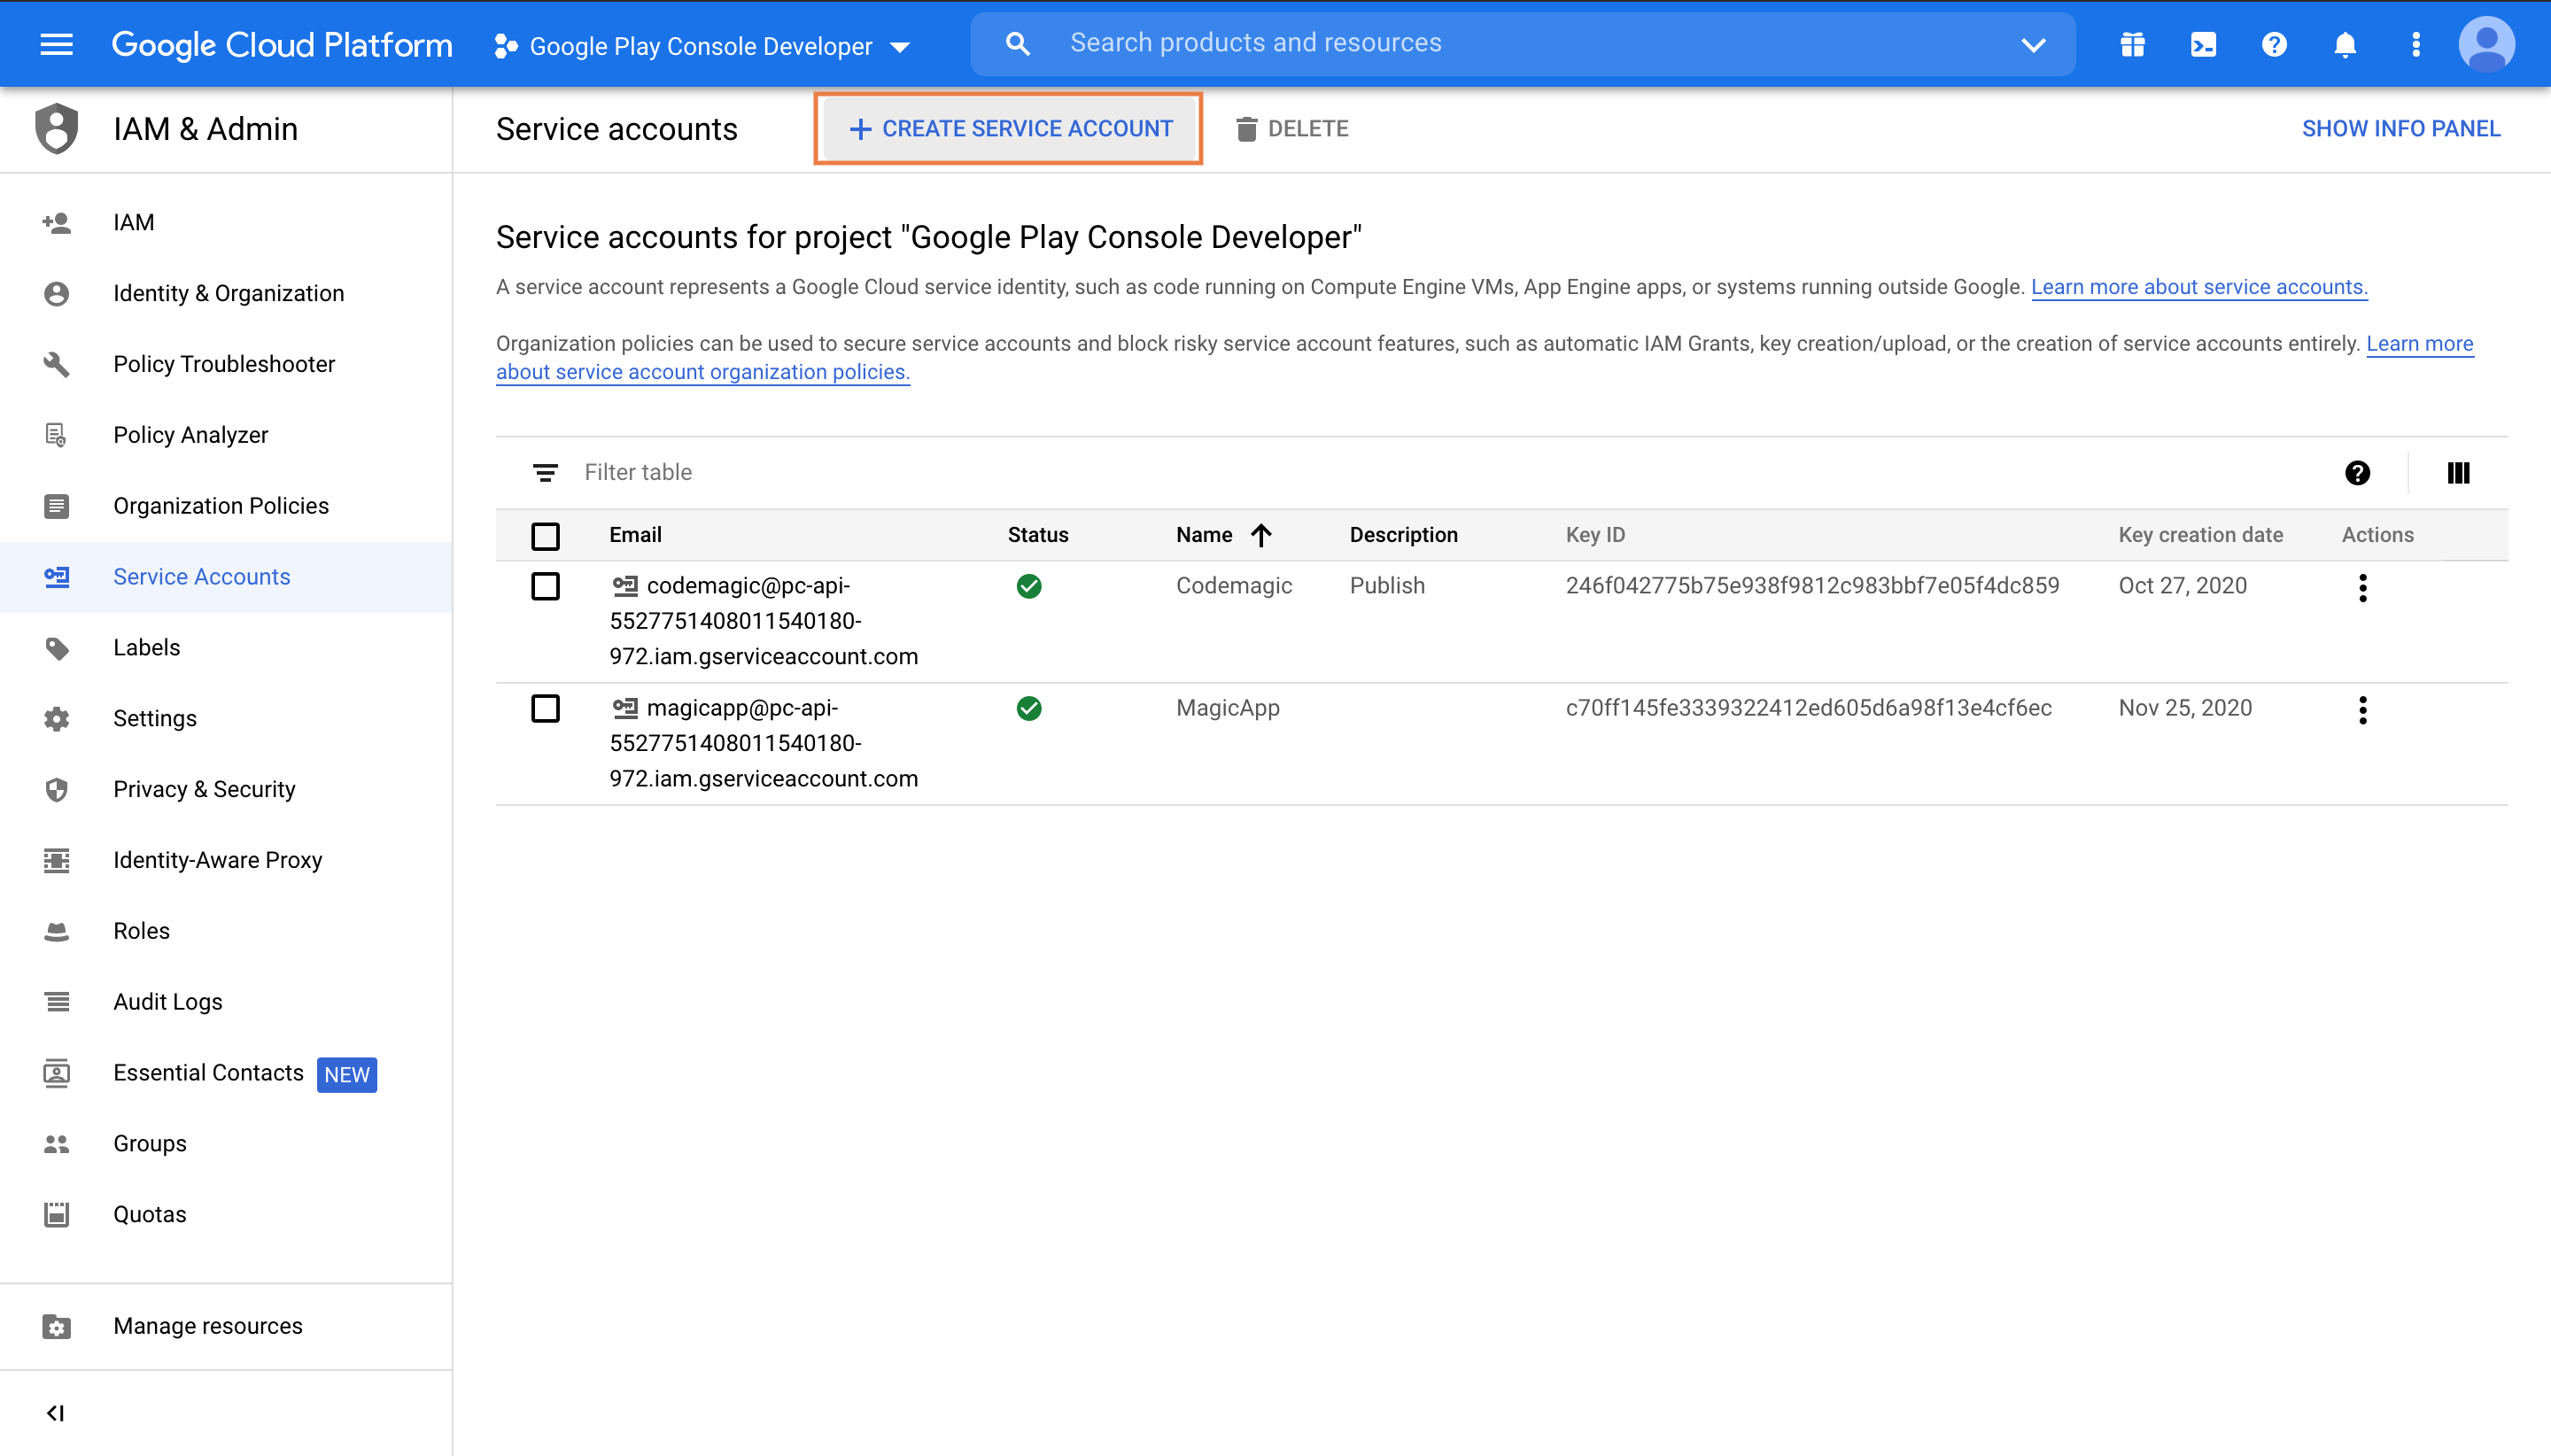 Google Cloud Platform
Google Play Console Developer
Search products and resources
IAM & Admin
Service accounts
CREATE SERVICE ACCOUNT
DELETE
SHOW INFO PANEL
IAM
Identity & Organization
Policy Troubleshooter
Policy Analyzer
Organization Policies
Service Accounts
Labels
Settings
Privacy & Security
Identity-Aware Proxy
Roles
Audit Logs
Essential Contacts NEW
Groups
Quotas
Manage resources
Service accounts for project "Google Play Console Developer"
A service account represents a Google Cloud service identity, such as code running on Compute Engine VMs, App Engine apps, or systems running outside Google. Learn more about service accounts.
Organization policies can be used to secure service accounts and block risky service account features, such as automatic IAM Grants, key creation/upload, or the creation of service accounts entirely. Learn more
about service account organization policies.
Filter table
Email Status Name Description Key ID Key creation date Actions
codemagic@pc-api- Codemagic Publish 246f042775b75e938f9812c983bbf7e05f4dc859 Oct 27, 2020
5527751408011540180-
972.iam.gserviceaccount.com
magicapp@pc-api- MagicApp c70ff145fe3339322412ed605d6a98f13e4cf6ec Nov 25, 2020
5527751408011540180-
972.iam.gserviceaccount.com